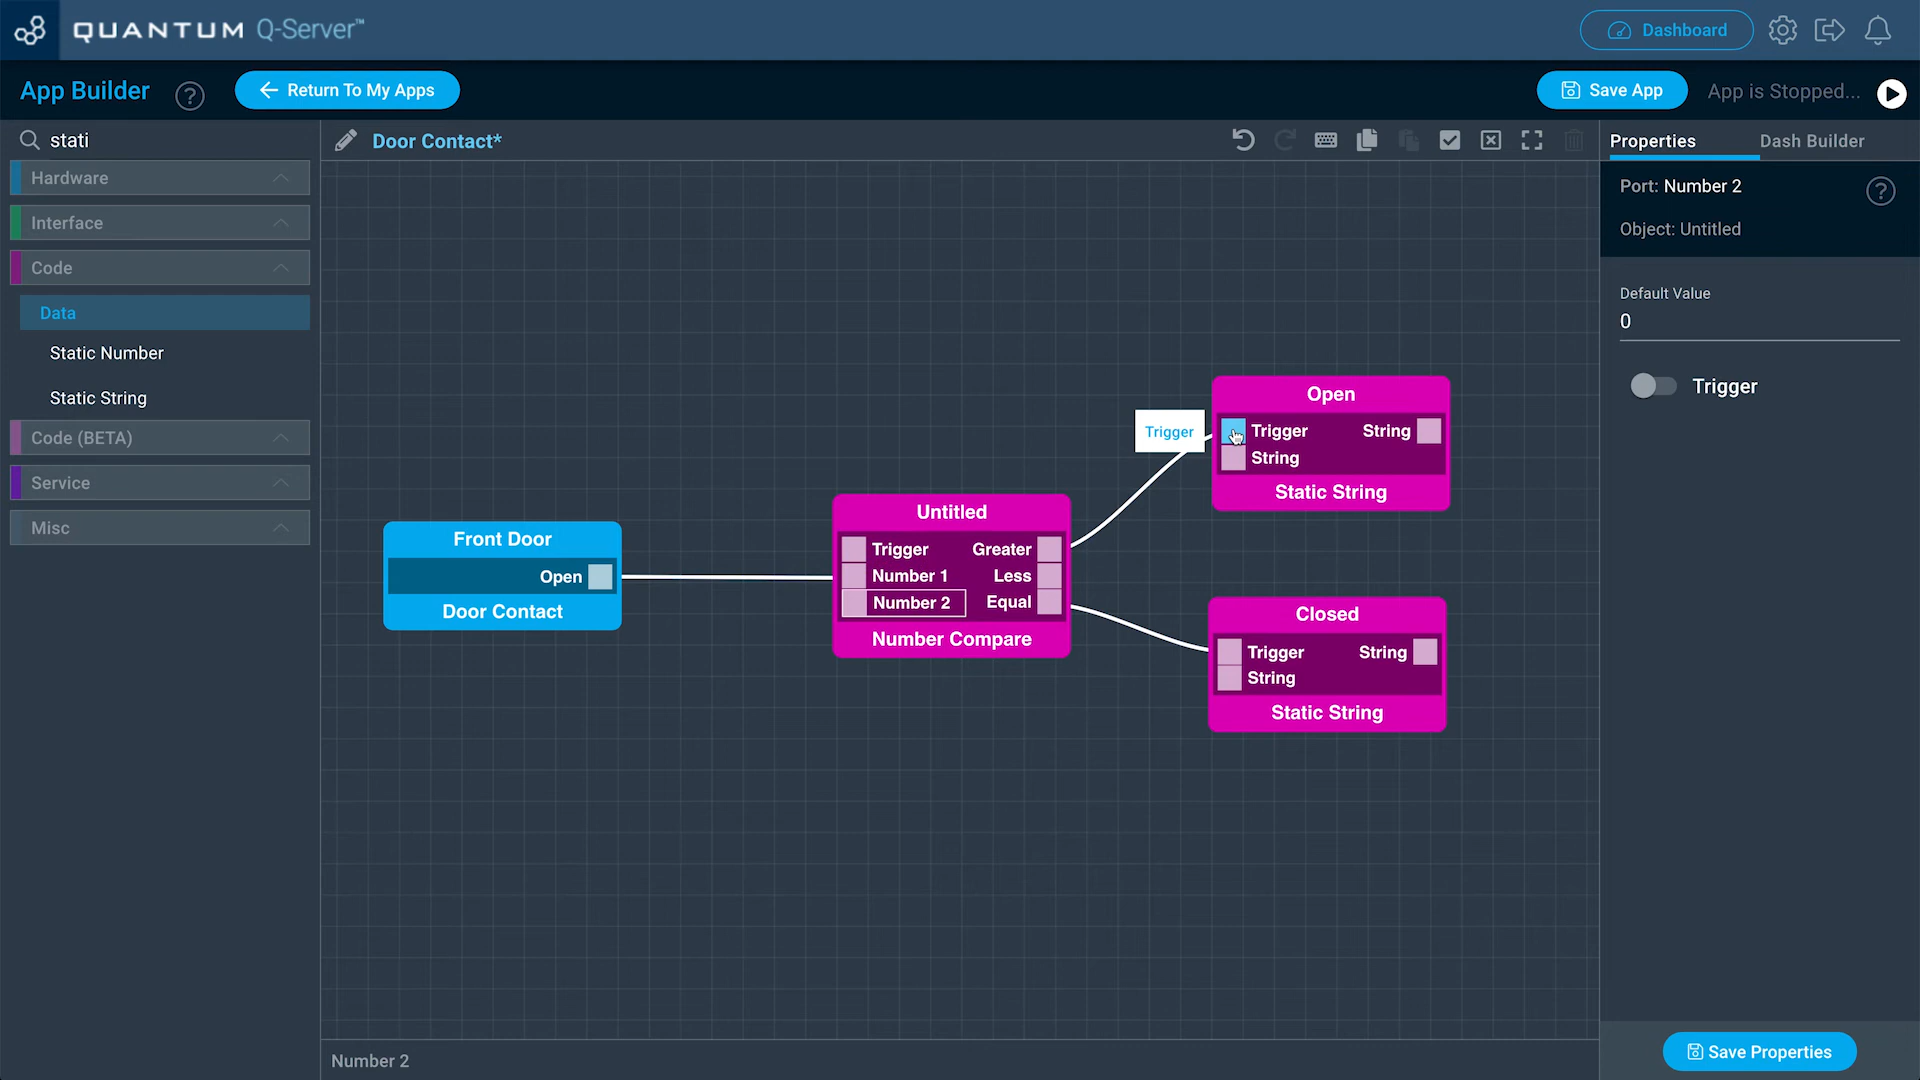 QUANTUM Q-Server™
Dashboard
App Builder
?
Return To My Apps
Save App
App is Stopped...
stati
Door Contact*
Properties
Dash Builder
Hardware
Interface
Code
Data
Static Number
Static String
Code (BETA)
Service
Misc
Front Door
Open
Door Contact
Untitled
Trigger
Greater
Number 1
Less
Number 2
Equal
Number Compare
Trigger
Open
Trigger
String
String
Static String
Closed
Trigger
String
String
Static String
Port: Number 2
?
Object: Untitled
Default Value
0
Trigger
Number 2
Save Properties